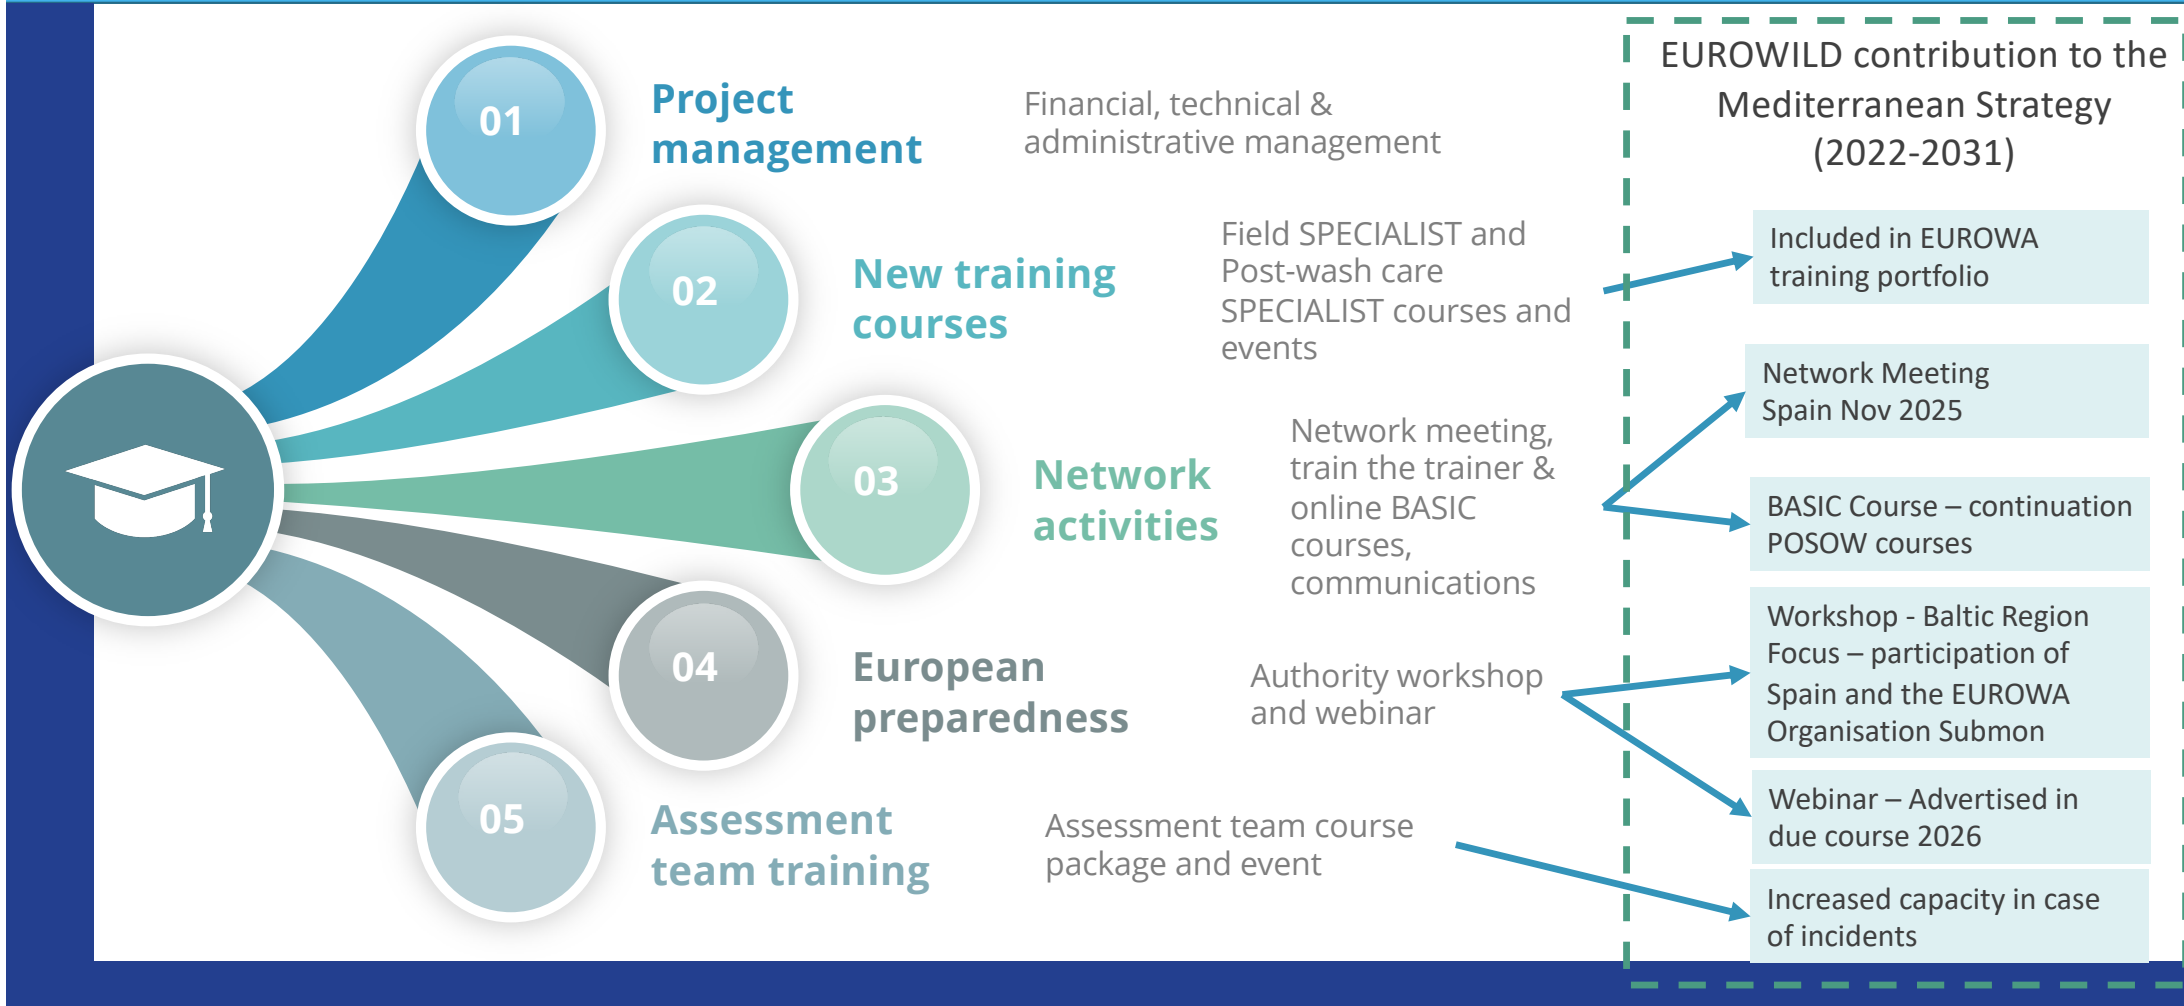 01
Project
management
Financial, technical &
administrative management
02
New training
courses
Field SPECIALIST and
Post-wash care
SPECIALIST courses and
events
03
Network
activities
Network meeting,
train the trainer &
online BASIC
courses,
communications
04
European
preparedness
Authority workshop
and webinar
05
Assessment
team training
Assessment team course
package and event
EUROWILD contribution to the
Mediterranean Strategy
(2022-2031)
Included in EUROWA
training portfolio
Network Meeting
Spain Nov 2025
BASIC Course – continuation
POSOW courses
Workshop - Baltic Region
Focus – participation of
Spain and the EUROWA
Organisation Submon
Webinar – Advertised in
due course 2026
Increased capacity in case
of incidents